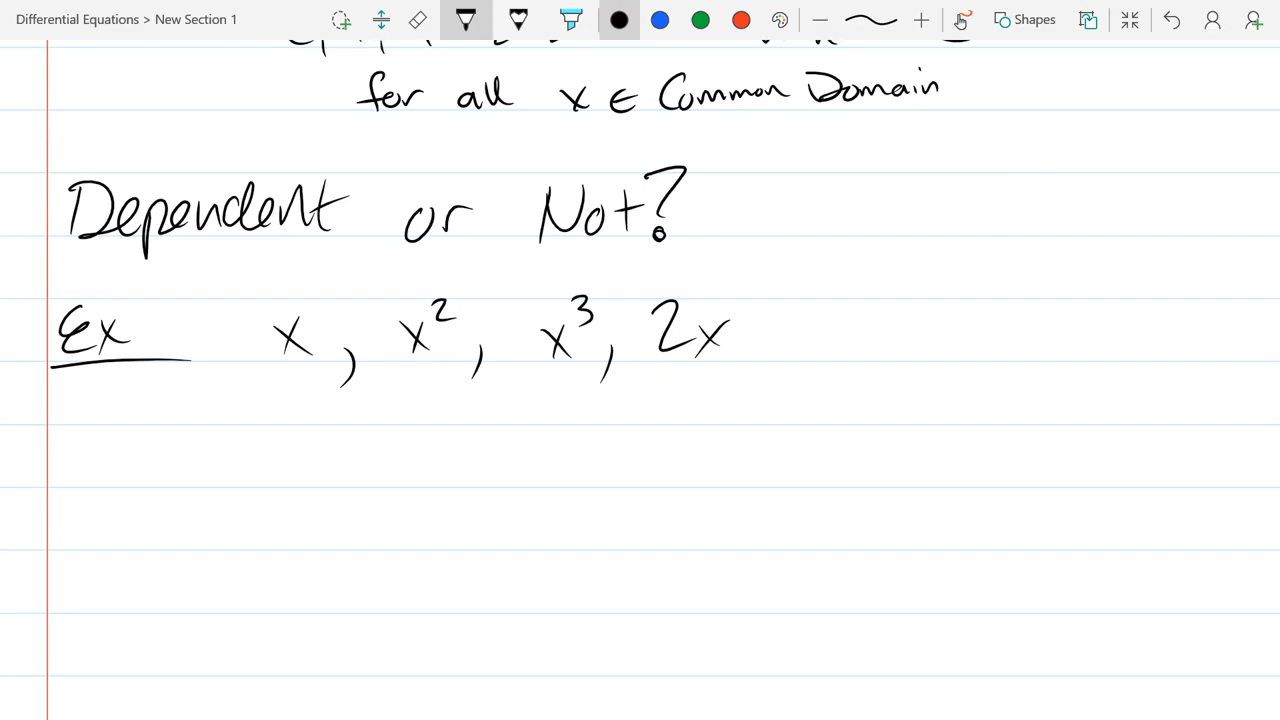 Differential Equations > New Section 1
Shapes
for all x ∈ Common Domain
Dependent or Not?
Ex x, x², x³, 2x